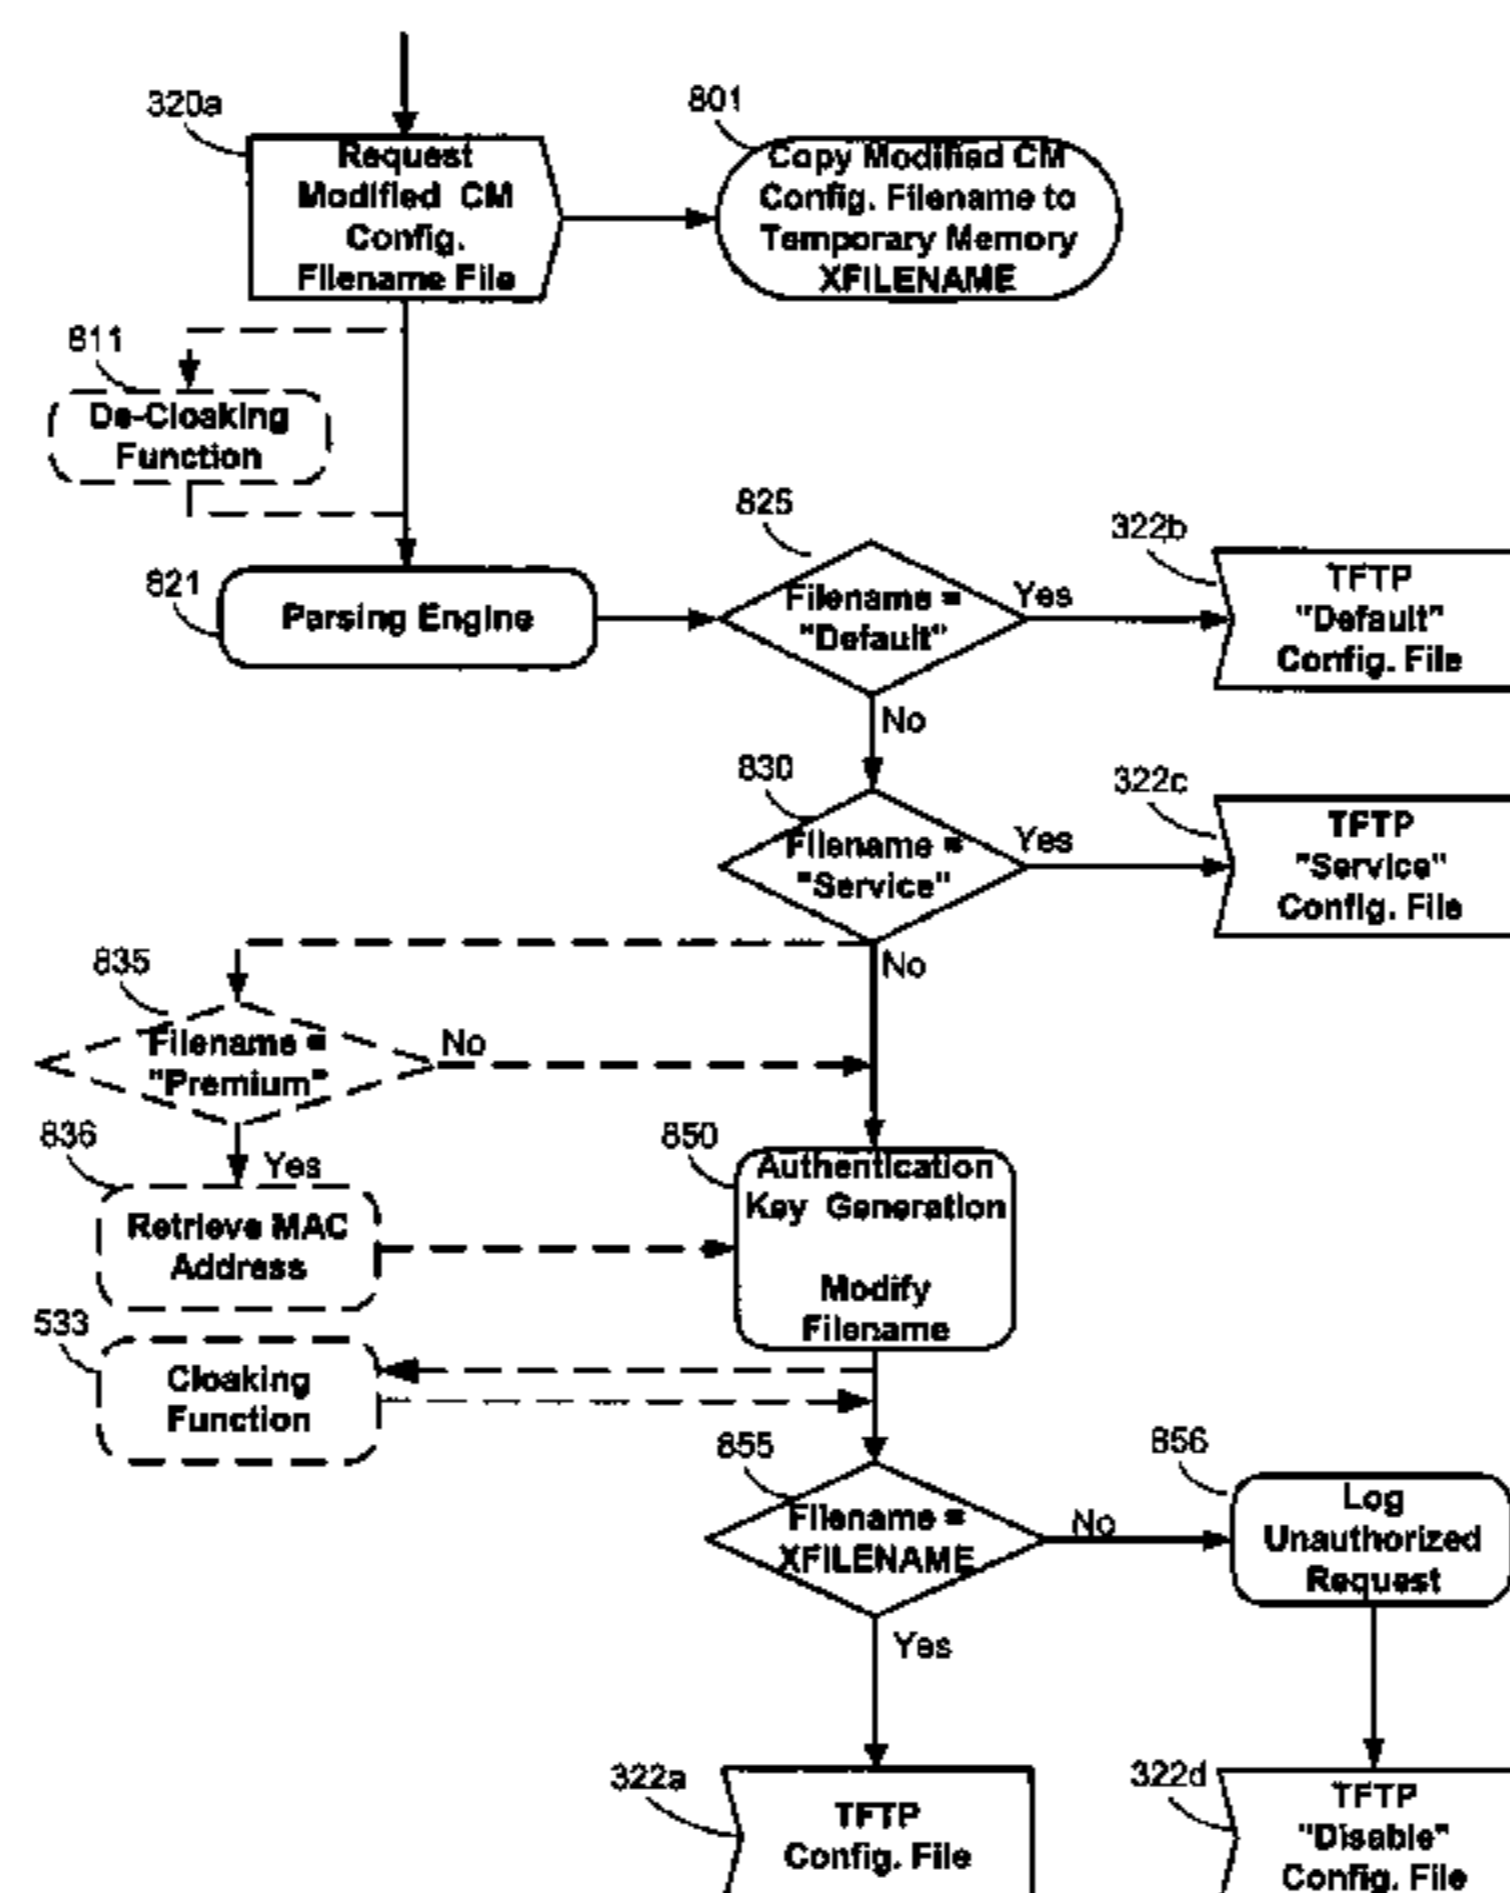 320a
Request
Modified CM
Config.
Filename File
801
Copy Modified CM
Config. Filename to
Temporary Memory
XFILENAME
811
De-Cloaking
Function
821
Parsing Engine
825
Filename =
"Default"
Yes
No
322b
TFTP
"Default"
Config. File
830
Filename =
"Service"
Yes
No
322c
TFTP
"Service"
Config. File
835
Filename =
"Premium"
No
Yes
836
Retrieve MAC
Address
850
Authentication
Key Generation
Modify
Filename
533
Cloaking
Function
855
Filename =
XFILENAME
No
Yes
856
Log
Unauthorized
Request
322a
TFTP
Config. File
322d
TFTP
"Disable"
Config. File